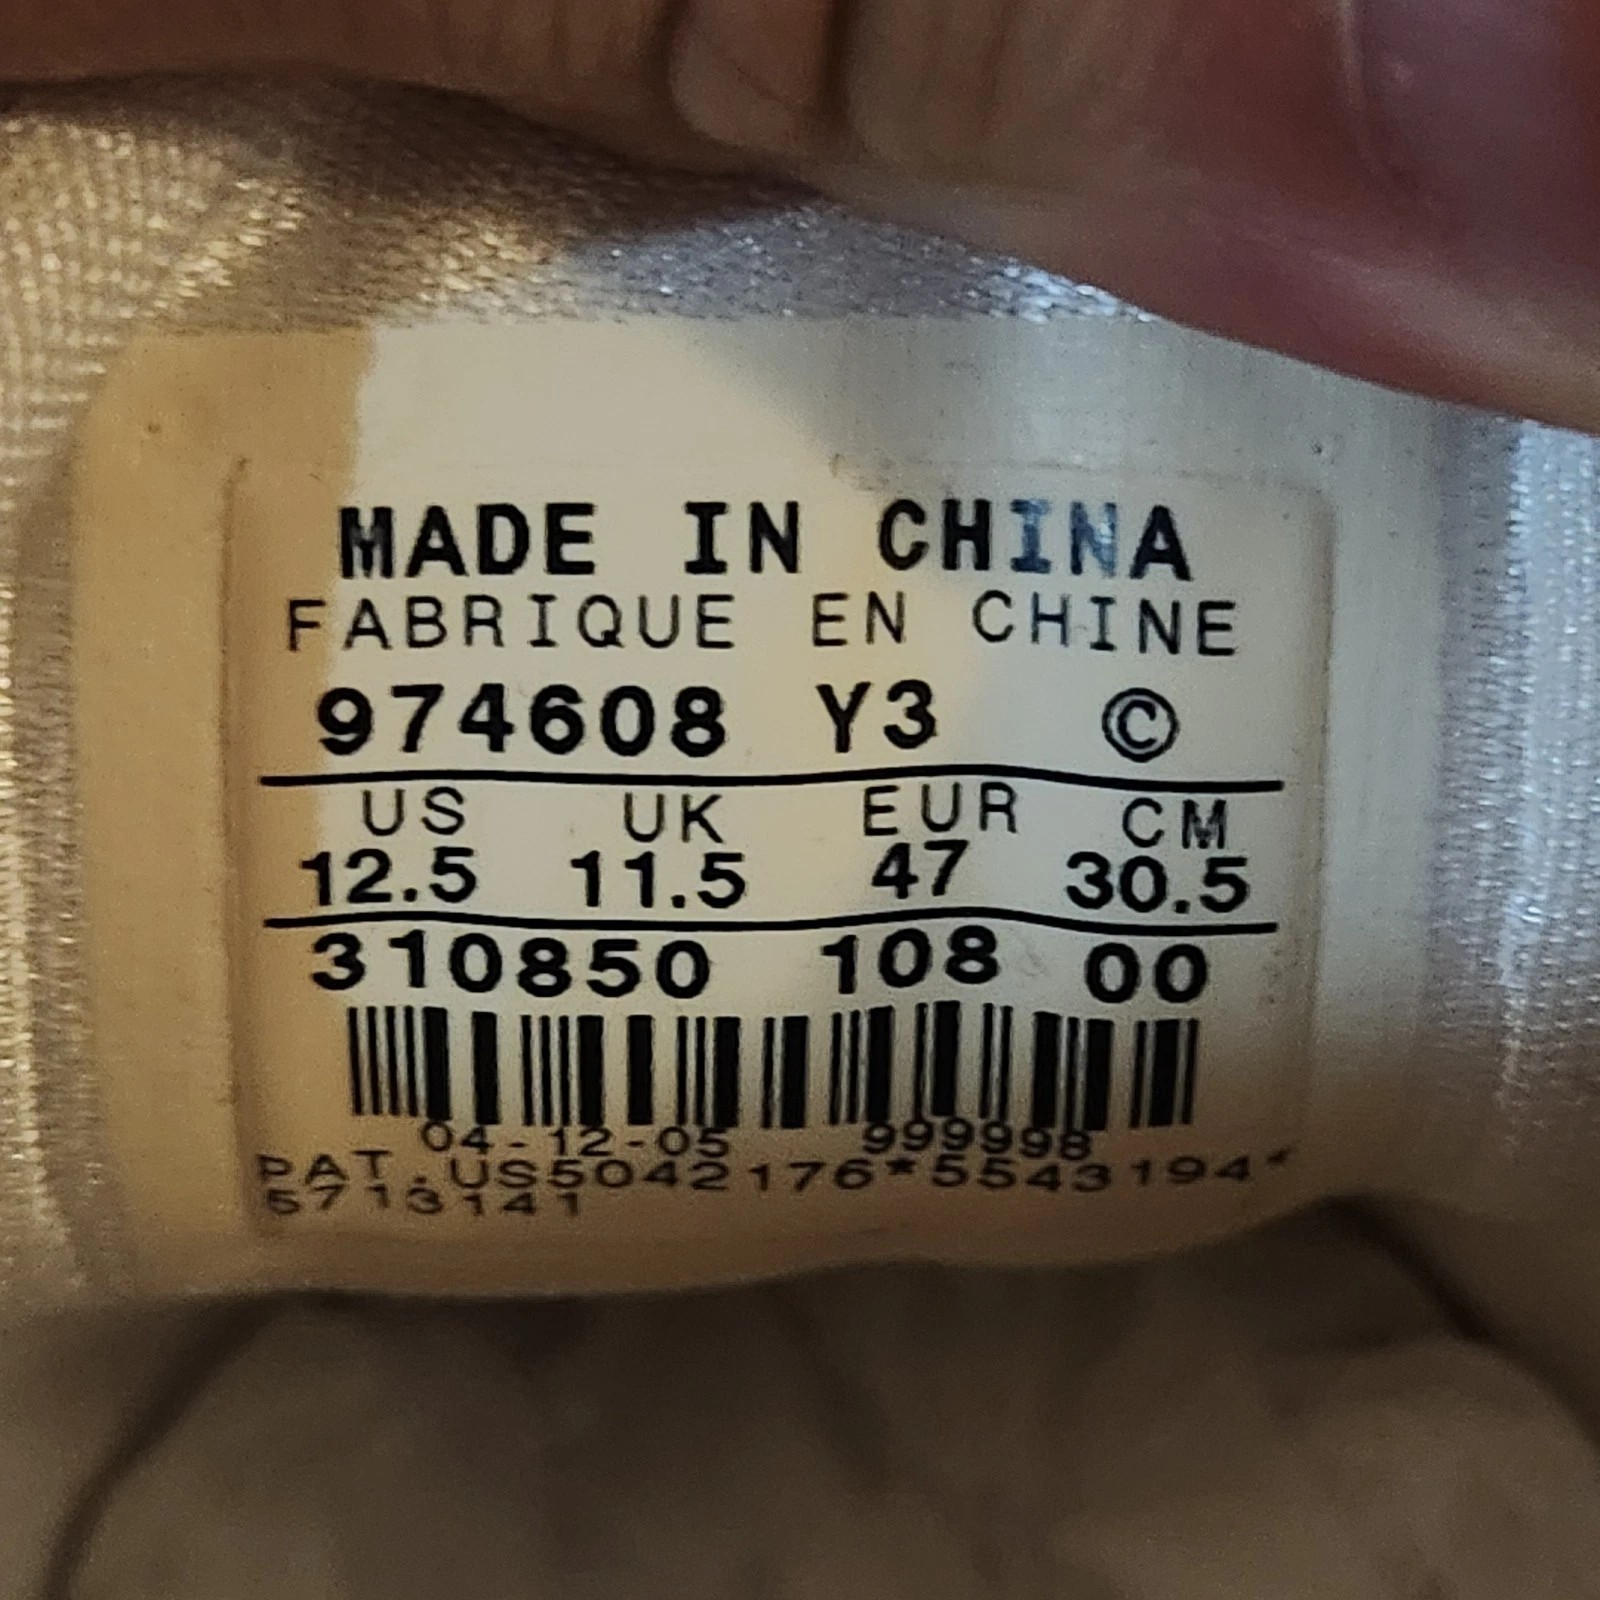 MADE IN CHINA
FABRIQUE EN CHINE
974608 Y3 ©
US UK EUR CM
12.5 11.5 47 30.5
310850 108 00
04-12-05 999998
PAT.US5042176*5543194*
5713141